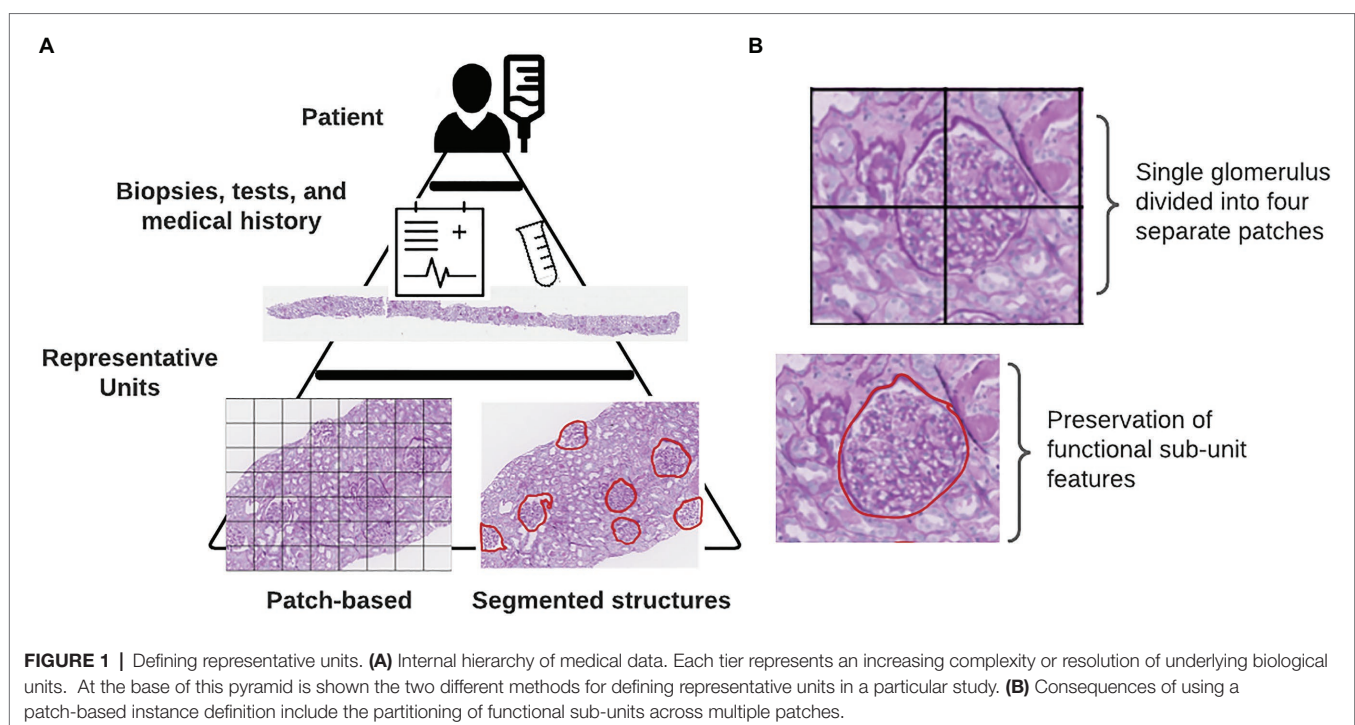 A
Patient
Biopsies, tests, and
medical history
Representative
Units
Patch-based
Segmented structures
B
Single glomerulus
divided into four
separate patches
Preservation of
functional sub-unit
features
FIGURE 1 | Defining representative units. (A) Internal hierarchy of medical data. Each tier represents an increasing complexity or resolution of underlying biological
units. At the base of this pyramid is shown the two different methods for defining representative units in a particular study. (B) Consequences of using a
patch-based instance definition include the partitioning of functional sub-units across multiple patches.